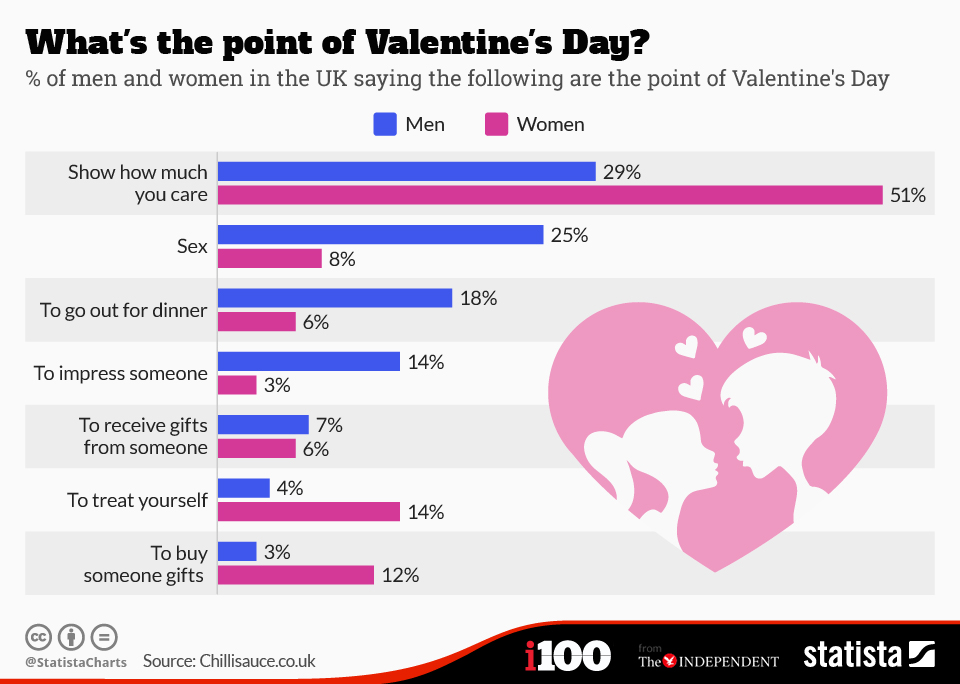 What's the point of Valentine's Day?
% of men and women in the UK saying the following are the point of Valentine's Day
Men Women
Show how much
you care
29%
51%
Sex
25%
8%
To go out for dinner
18%
6%
To impress someone
14%
3%
To receive gifts
from someone
7%
6%
To treat yourself
4%
14%
To buy
someone gifts
3%
12%
cc
@StatistaCharts
Source: Chillisauce.co.uk
i100
from
The INDEPENDENT
statista